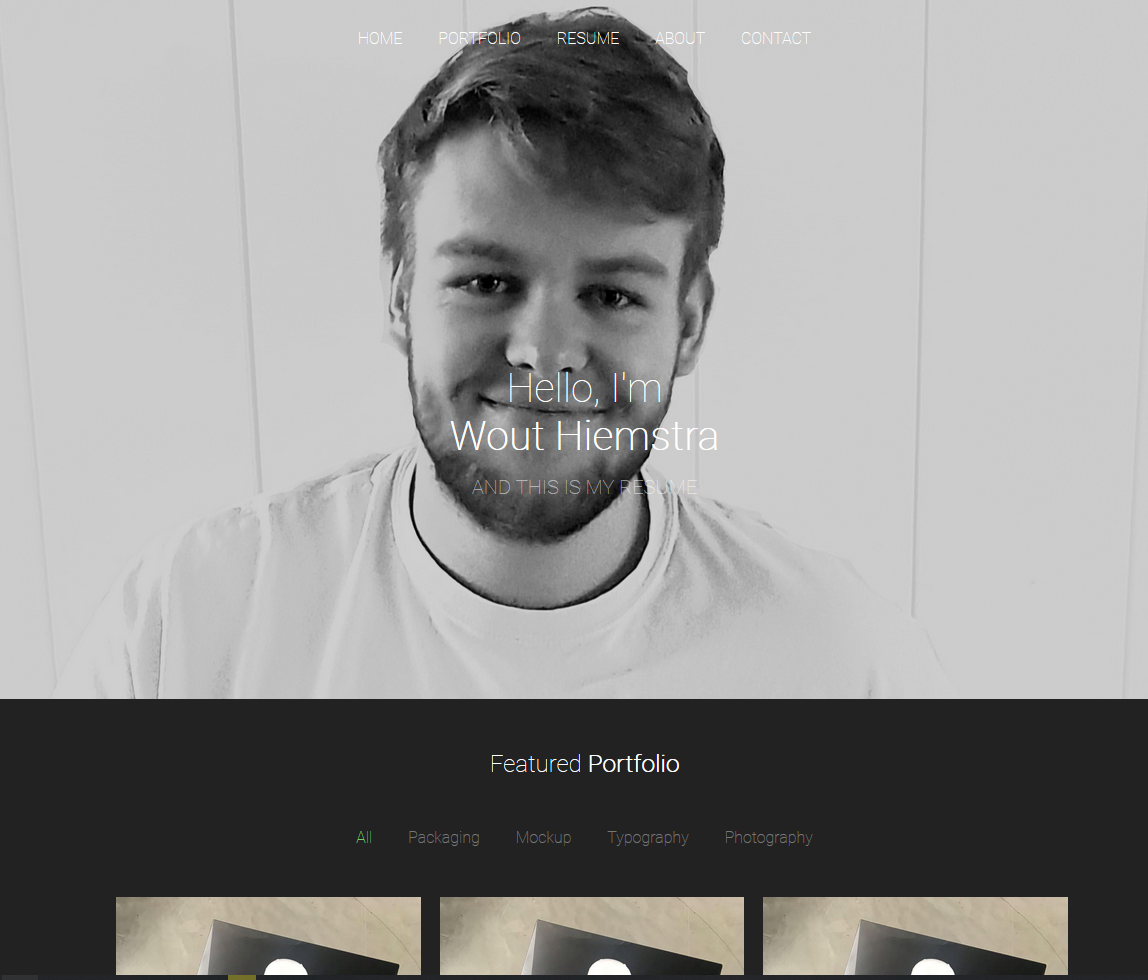 HOME PORTFOLIO RESUME ABOUT CONTACT
Hello, I'm
Wout Hiemstra
AND THIS IS MY RESUME
Featured Portfolio
All Packaging Mockup Typography Photography